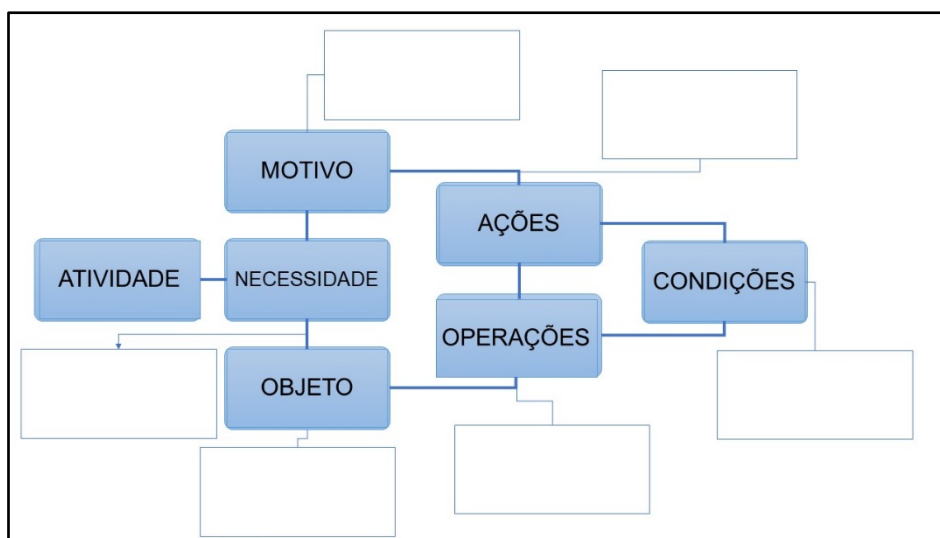 MOTIVO
AÇÕES
ATIVIDADE
NECESSIDADE
CONDIÇÕES
OPERAÇÕES
OBJETO